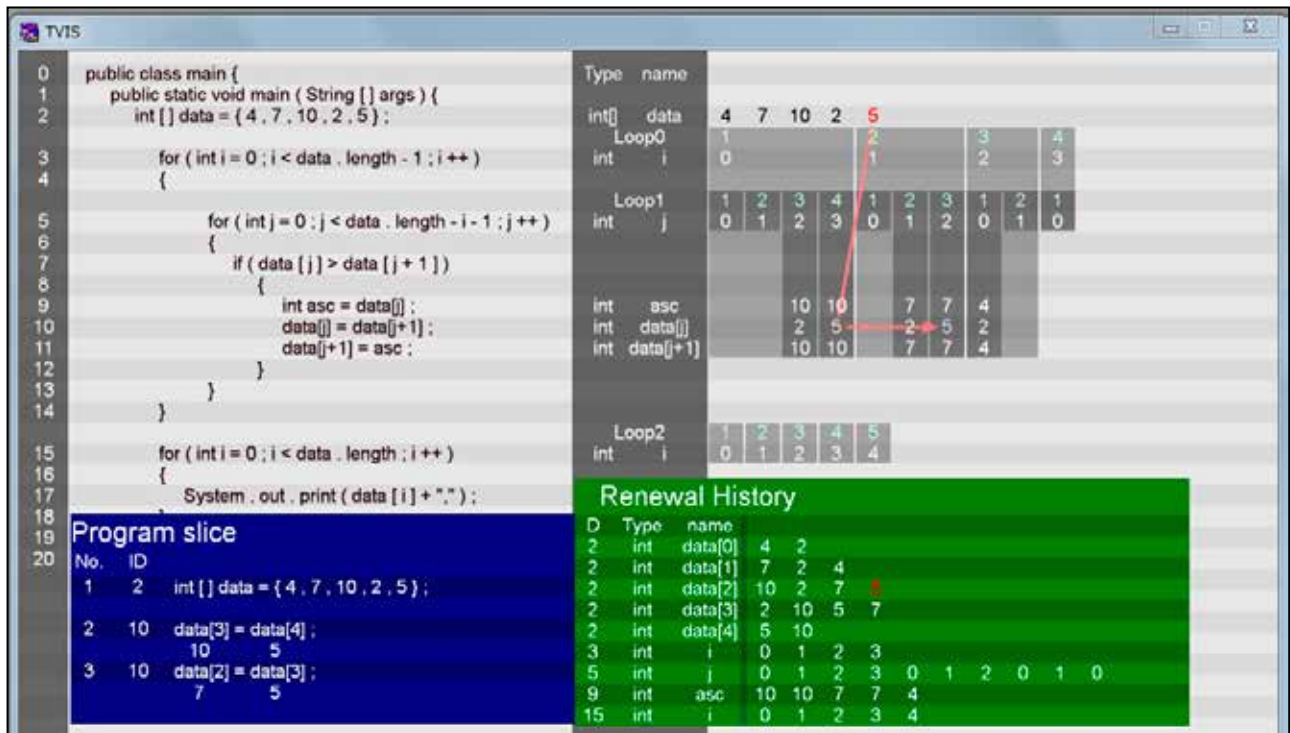 TVIS
0 public class main {
1 public static void main ( String [ ] args ) {
2 int [ ] data = { 4 , 7 , 10 , 2 , 5 } ;
3 for ( int i = 0 ; i < data . length - 1 ; i ++ )
4 {
5 for ( int j = 0 ; j < data . length - i - 1 ; j ++ )
6 {
7 if ( data [ j ] > data [ j + 1 ] )
8 {
9 int asc = data[j] ;
10 data[j] = data[j+1] ;
11 data[j+1] = asc ;
12 }
13 }
14 }
15 for ( int i = 0 ; i < data . length ; i ++ )
16 {
17 System . out . print ( data [ i ] + "," ) ;
18
19
20
Type name
int[] data 4 7 10 2 5
Loop0 1 2 3 4
int i 0 1 2 3
Loop1 1 2 3 4 1 2 3 1 2 1
int j 0 1 2 3 0 1 2 0 1 0
int asc 10 10 7 7 4
int data[j] 2 5 2 5 2
int data[j+1] 10 10 7 7 4
Loop2 1 2 3 4 5
int i 0 1 2 3 4
Program slice
No. ID
1 2 int [ ] data = { 4 , 7 , 10 , 2 , 5 } ;
2 10 data[3] = data[4] ;
10 5
3 10 data[2] = data[3] ;
7 5
Renewal History
D Type name
2 int data[0] 4 2
2 int data[1] 7 2 4
2 int data[2] 10 2 7 5
2 int data[3] 2 10 5 7
2 int data[4] 5 10
3 int i 0 1 2 3
5 int j 0 1 2 3 0 1 2 0 1 0
9 int asc 10 10 7 7 4
15 int i 0 1 2 3 4